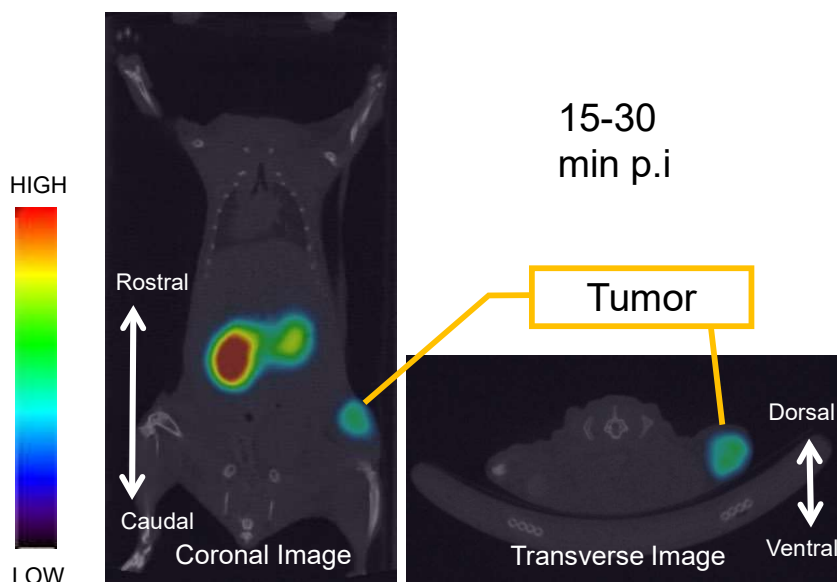 15-30
min p.i
HIGH
Rostral
Tumor
Dorsal
Caudal
Coronal Image
Transverse Image
Ventral
LOW